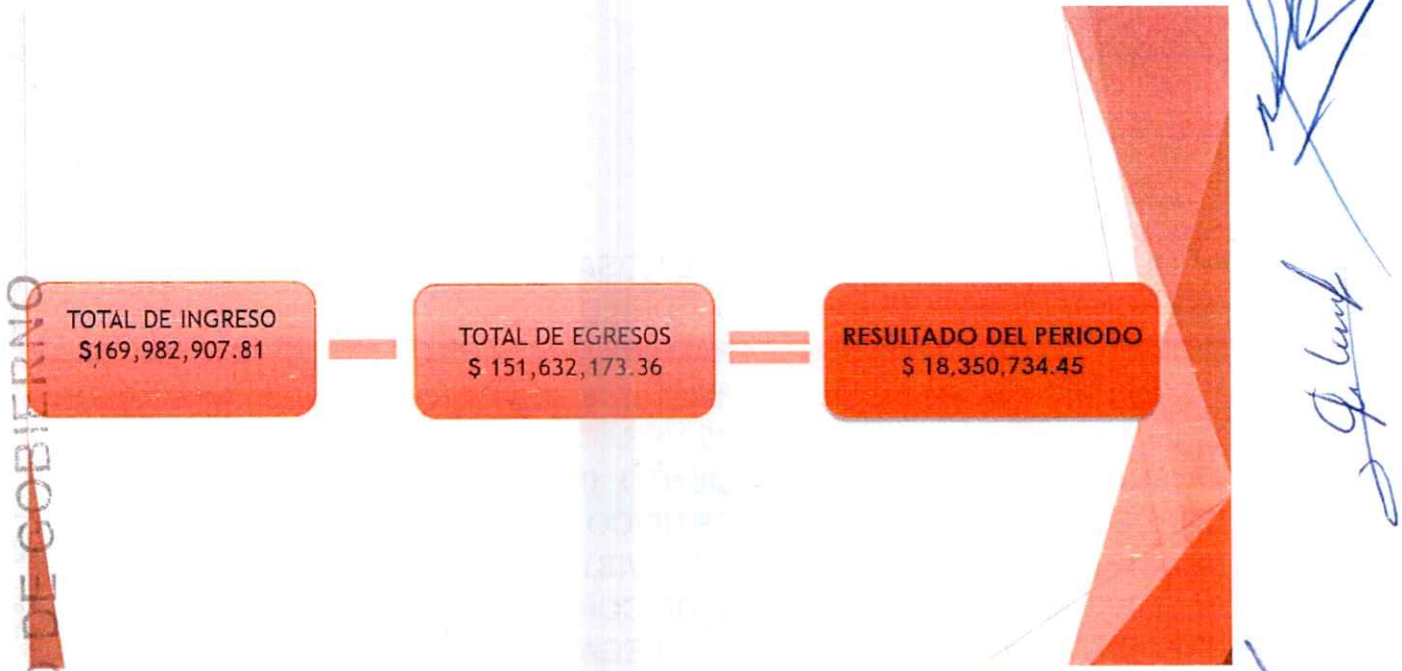 TOTAL DE INGRESO
$169,982,907.81
TOTAL DE EGRESOS
$ 151,632,173.36
RESULTADO DEL PERIODO
$ 18,350,734.45
DE GOBIERNO